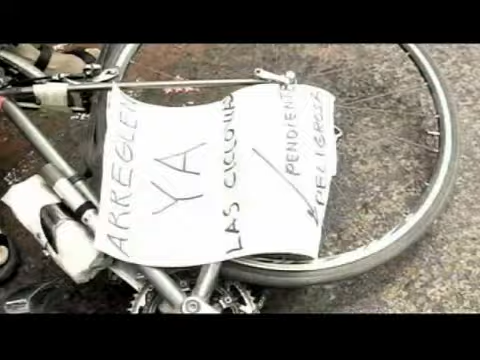 ARREGLEN
YA
LAS CICLOVIAS
PENDIENTE
PELIGROSA